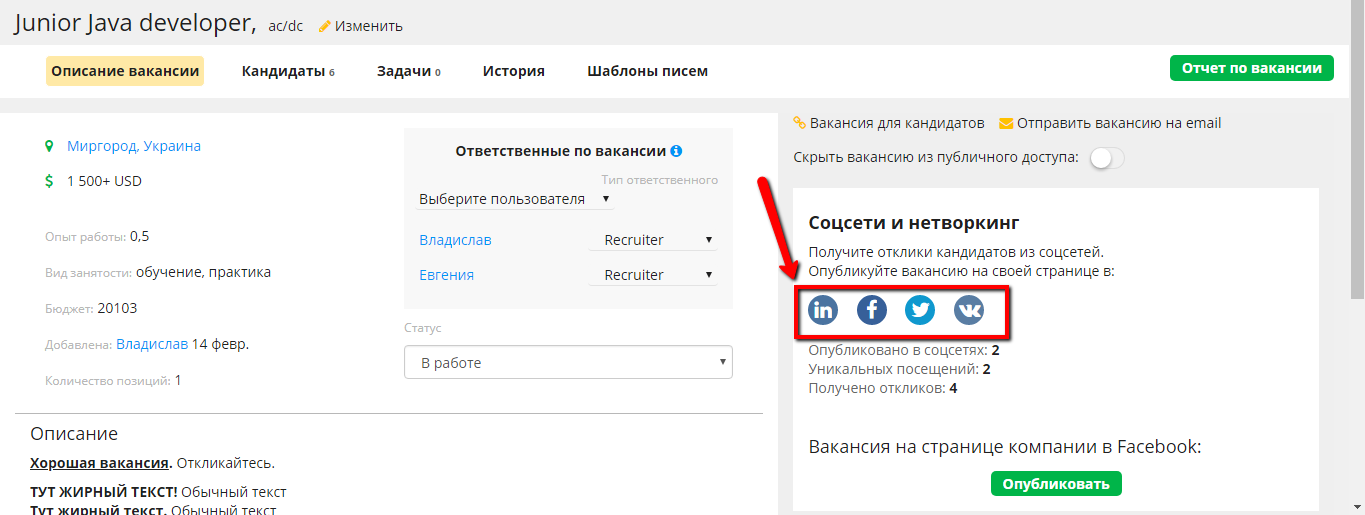 Junior Java developer, ac/dc Изменить
Описание вакансии Кандидаты 6 Задачи 0 История Шаблоны писем Отчет по вакансии
Миргород, Украина
1 500+ USD
Опыт работы: 0,5
Вид занятости: обучение, практика
Бюджет: 20103
Добавлена: Владислав 14 февр.
Количество позиций: 1
Ответственные по вакансии
Тип ответственного
Выберите пользователя
Владислав Recruiter
Евгения Recruiter
Статус
В работе
Описание
Хорошая вакансия. Откликайтесь.
ТУТ ЖИРНЫЙ ТЕКСТ! Обычный текст
Тут жирный текст. Обычный текст
Вакансия для кандидатов Отправить вакансию на email
Скрыть вакансию из публичного доступа:
Соцсети и нетворкинг
Получите отклики кандидатов из соцсетей.
Опубликуйте вакансию на своей странице в:
Опубликовано в соцсетях: 2
Уникальных посещений: 2
Получено откликов: 4
Вакансия на странице компании в Facebook:
Опубликовать